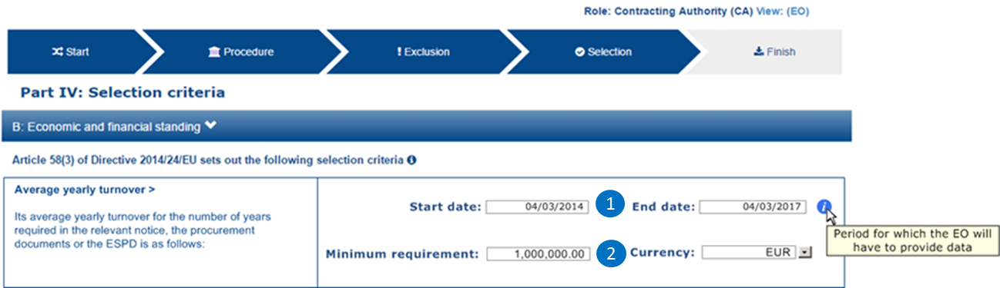 Role: Contracting Authority (CA) View: (EO)
Start
Procedure
Exclusion
Selection
Finish
Part IV: Selection criteria
B: Economic and financial standing
Article 58(3) of Directive 2014/24/EU sets out the following selection criteria
Average yearly turnover >
Its average yearly turnover for the number of years
required in the relevant notice, the procurement
documents or the ESPD is as follows:
Start date: 04/03/2014 1 End date: 04/03/2017
Period for which the EO will
have to provide data
Minimum requirement: 1,000,000.00 2 Currency: EUR